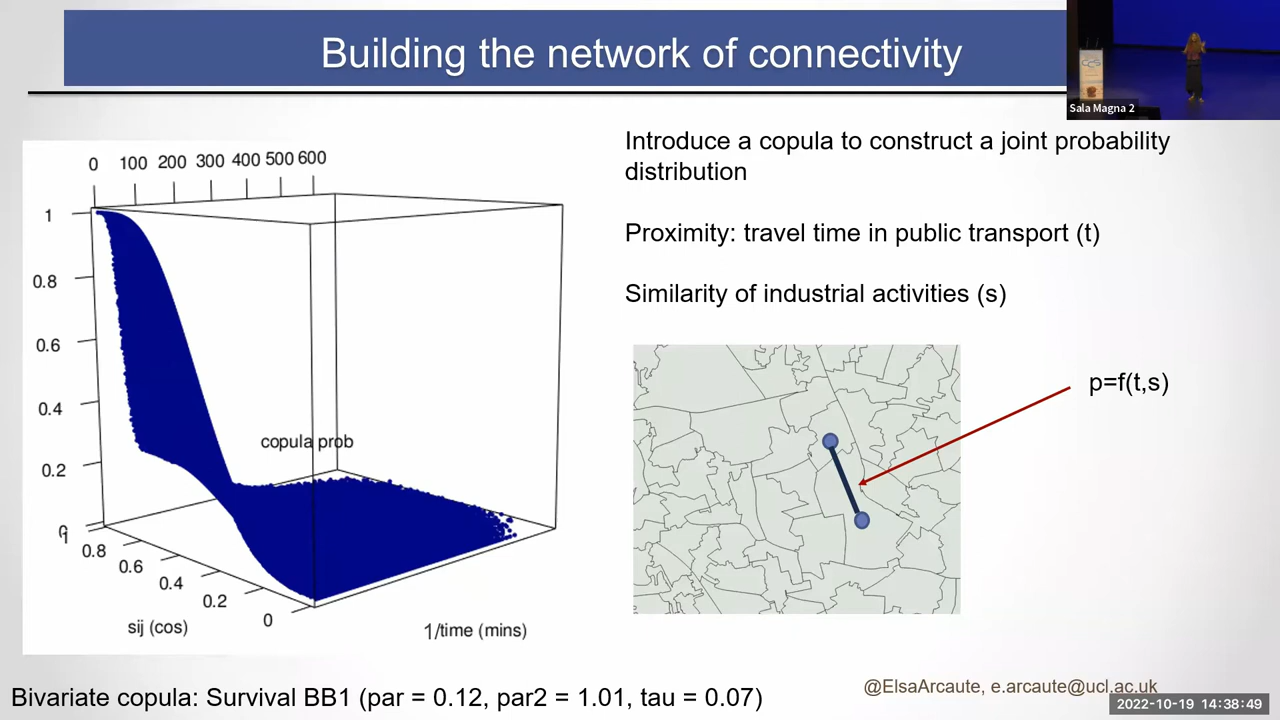 Building the network of connectivity
Sala Magna 2
Introduce a copula to construct a joint probability
distribution
Proximity: travel time in public transport (t)
Similarity of industrial activities (s)
p=f(t,s)
0 100 200 300 400 500 600
1
0.8
0.6
0.4
0.2
0
copula prob
1
0.8
0.6
0.4
0.2
0
sij (cos)
1/time (mins)
Bivariate copula: Survival BB1 (par = 0.12, par2 = 1.01, tau = 0.07)
@ElsaArcaute, e.arcaute@ucl.ac.uk
2022-10-19 14:38:49